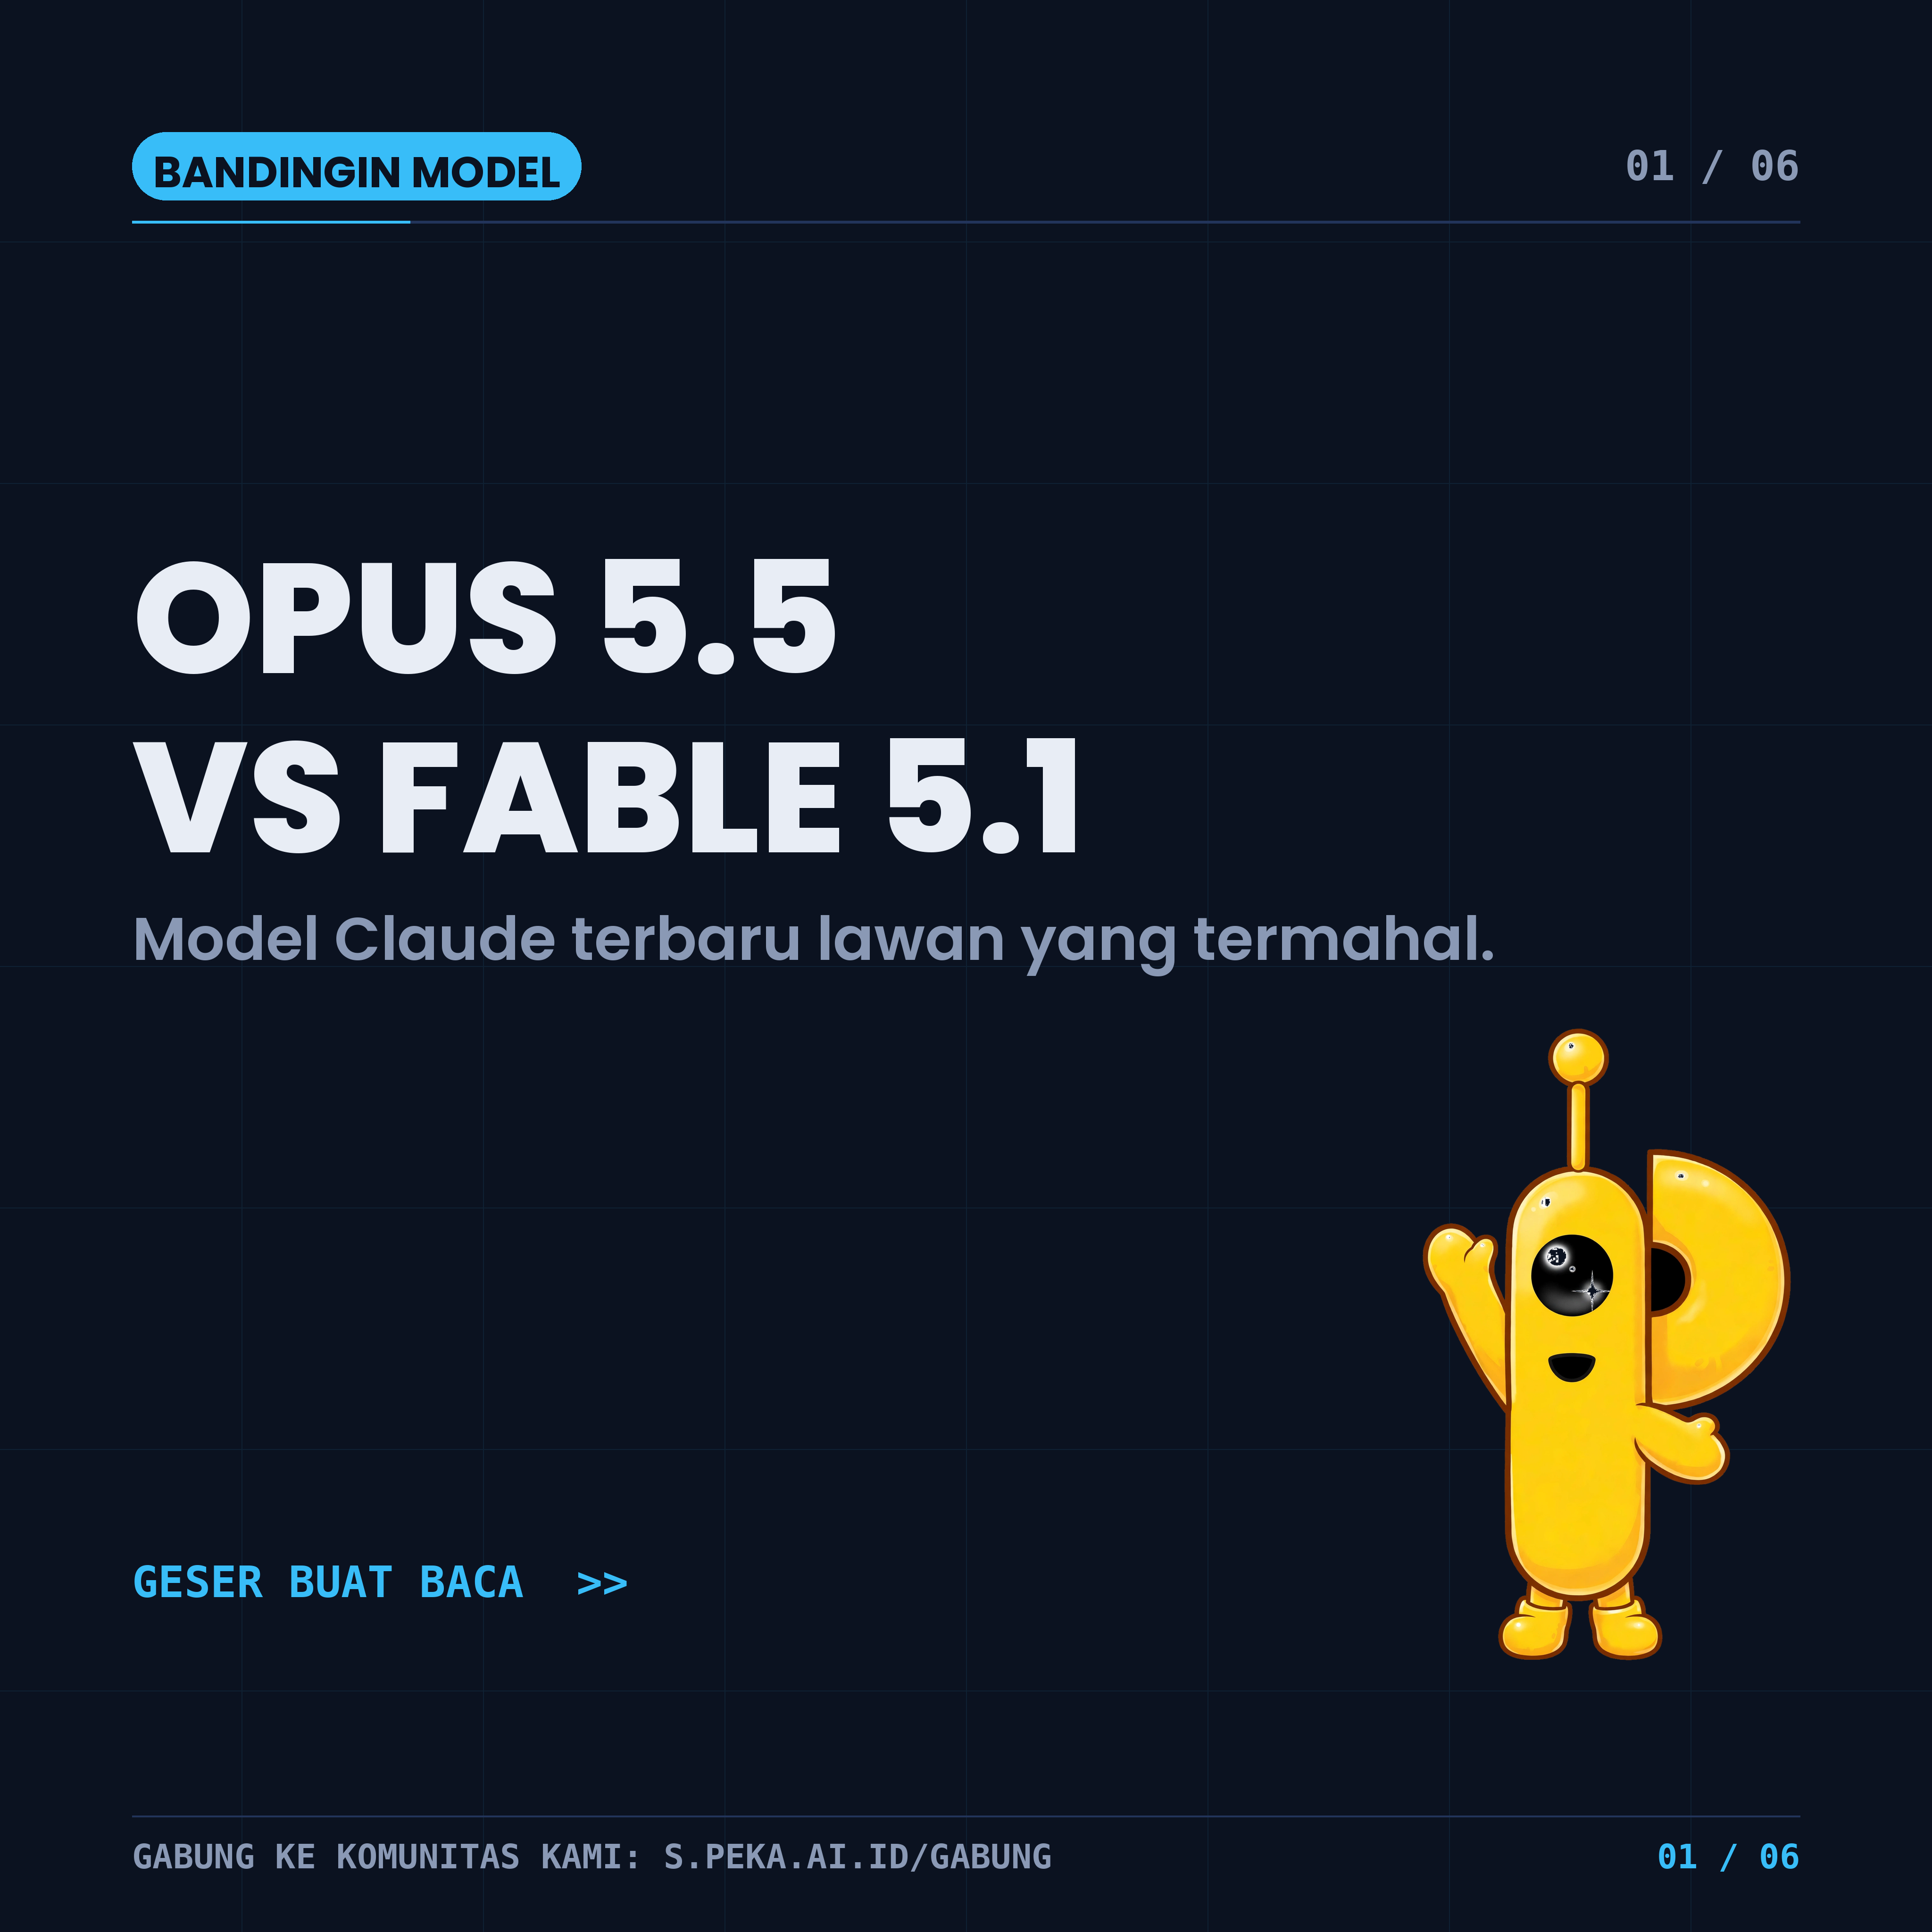 BANDINGIN MODEL
01 / 06
OPUS 5.5
VS FABLE 5.1
Model Claude terbaru lawan yang termahal.
GESER BUAT BACA >>
GABUNG KE KOMUNITAS KAMI: S.PEKA.AI.ID/GABUNG
01 / 06